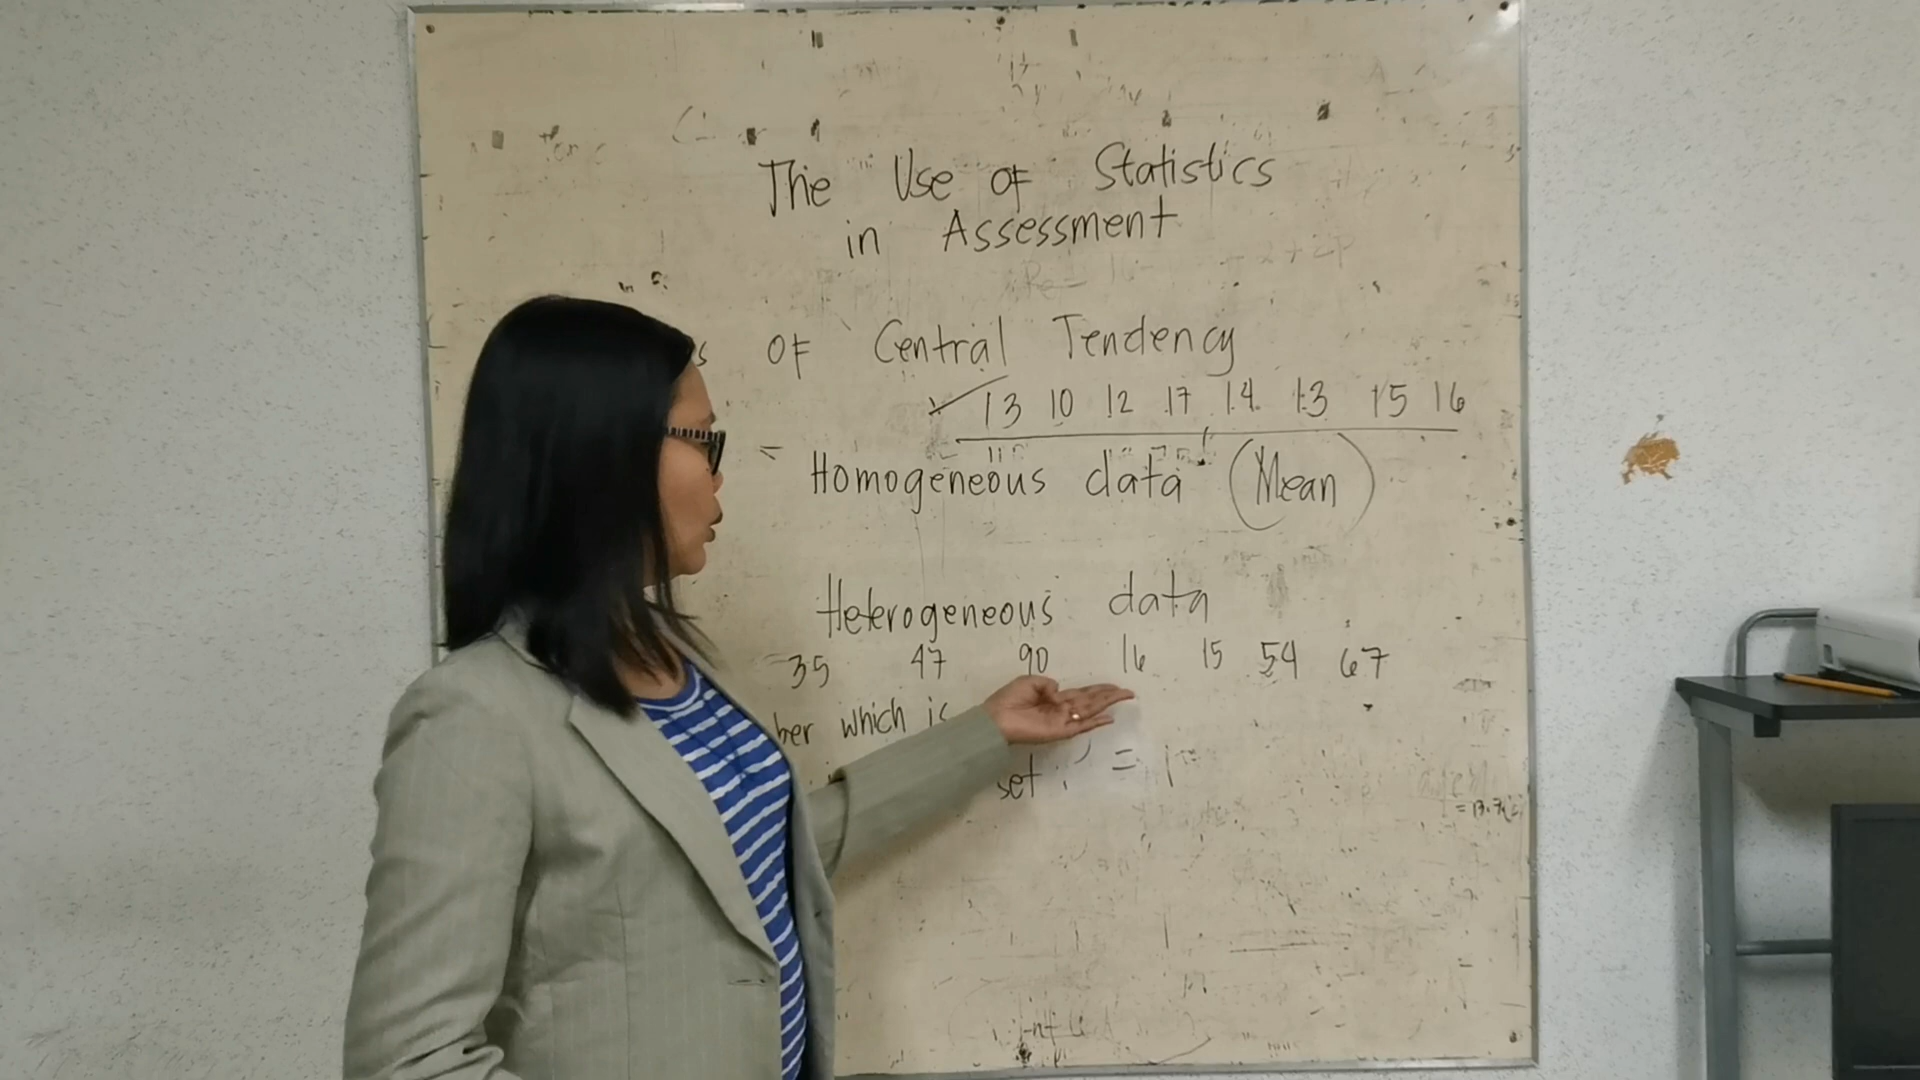 The Use of Statistics
in Assessment
of Central Tendency
13 10 12 17 14 13 15 16
= Homogeneous data (Mean)
Heterogeneous data
35 47 90 16 15 54 67
which is
set